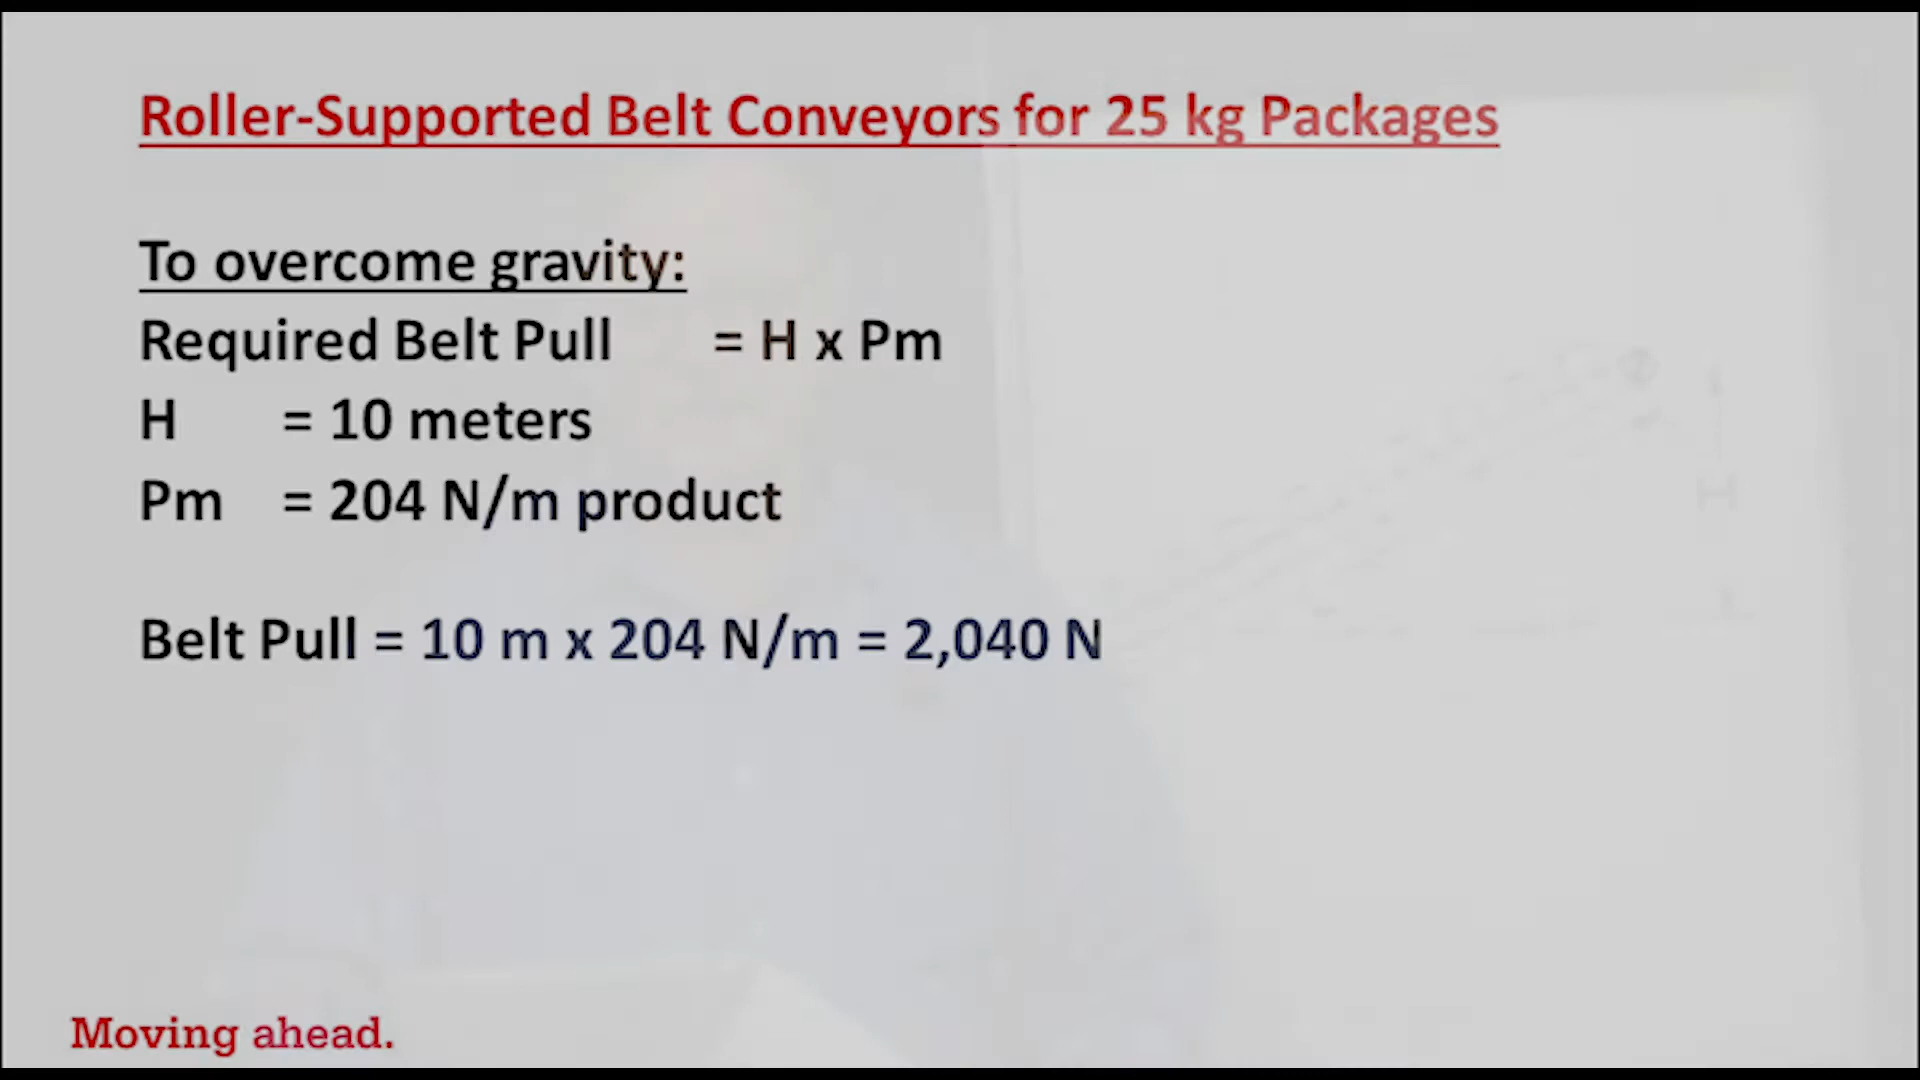 Roller-Supported Belt Conveyors for 25 kg Packages
To overcome gravity:
Required Belt Pull = H x Pm
H = 10 meters
Pm = 204 N/m product
Belt Pull = 10 m x 204 N/m = 2,040 N
Moving ahead.